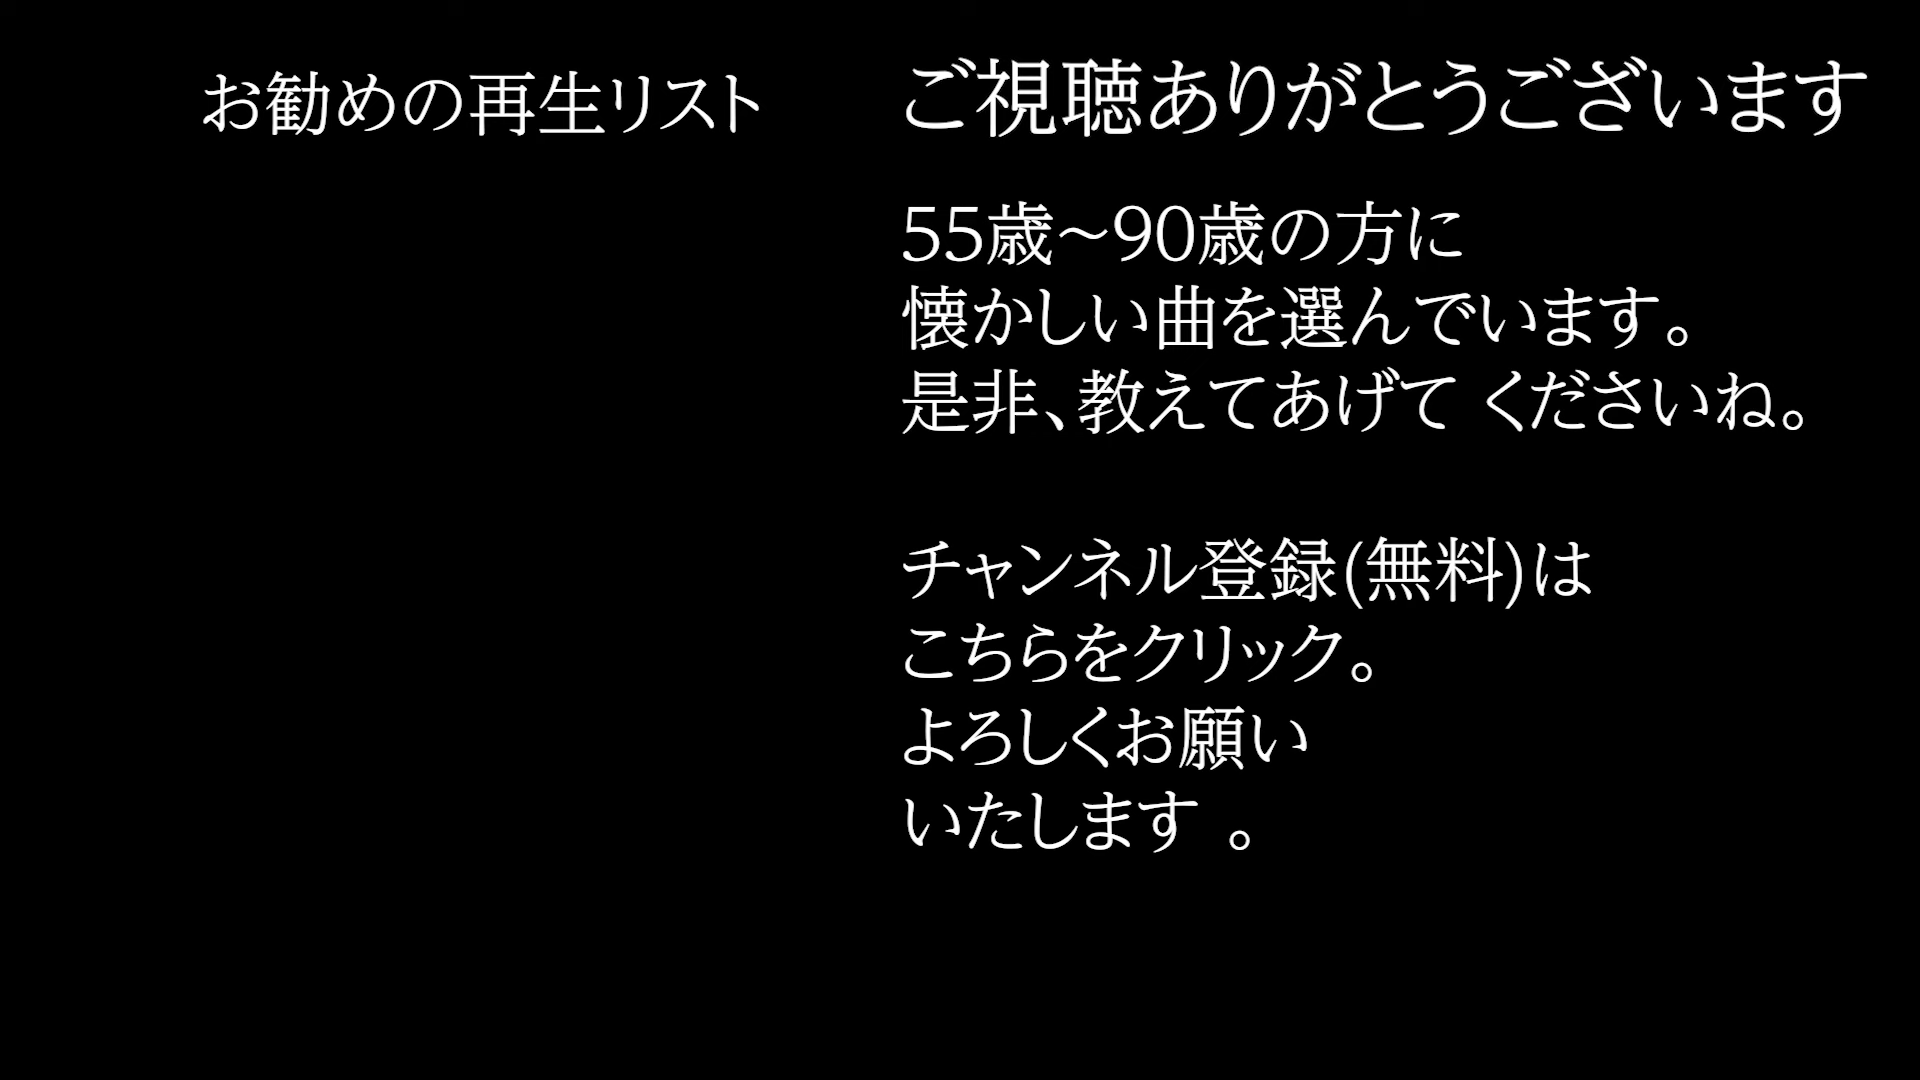 お勧めの再生リスト
ご視聴ありがとうございます
55歳～90歳の方に
懐かしい曲を選んでいます。
是非、教えてあげて くださいね。
チャンネル登録(無料)は
こちらをクリック。
よろしくお願い
いたします 。